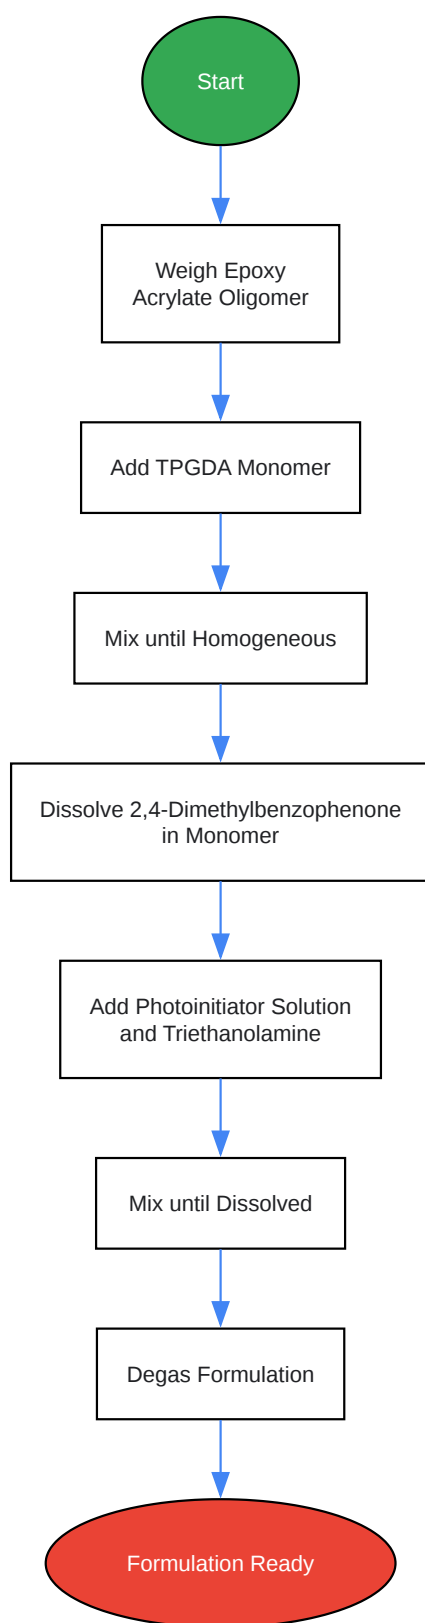 Start
Weigh Epoxy
Acrylate Oligomer
Add TPGDA Monomer
Mix until Homogeneous
Dissolve 2,4-Dimethylbenzophenone
in Monomer
Add Photoinitiator Solution
and Triethanolamine
Mix until Dissolved
Degas Formulation
Formulation Ready